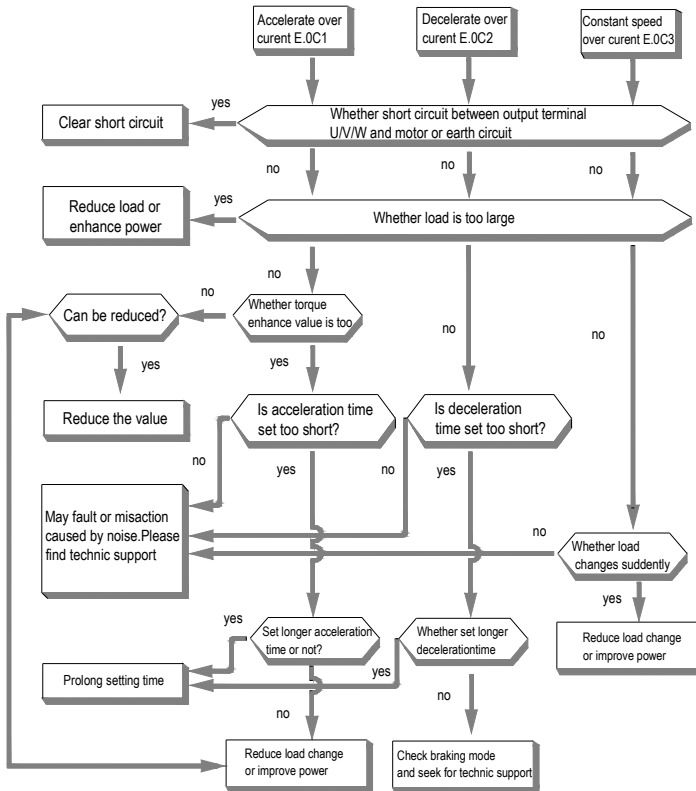 Accelerate over
curent E.0C1
Decelerate over
curent E.0C2
Constant speed
over curent E.0C3
yes
Clear short circuit
Whether short circuit between output terminal
U/V/W and motor or earth circuit
no
no
no
yes
Reduce load or
enhance power
Whether load is too large
no
no
no
no
Can be reduced?
Whether torque
enhance value is too
yes
yes
Reduce the value
Is acceleration time
set too short?
Is deceleration
time set too short?
no
yes
no
yes
May fault or misaction
caused by noise.Please
find technic support
no
Whether load
changes suddently
yes
yes
Set longer acceleration
time or not?
Whether set longer
decelerationtime
Reduce load change
or improve power
Prolong setting time
yes
no
no
Reduce load change
or improve power
Check braking mode
and seek for technic support